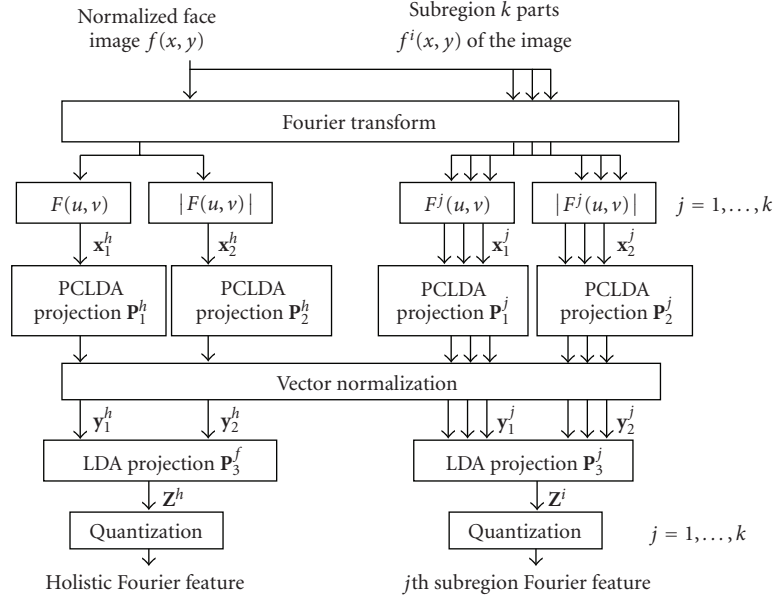 Normalized face
image f(x, y)
Subregion k parts
f^i(x, y) of the image
Fourier transform
F(u, v)
|F(u, v)|
F^j(u, v)
|F^j(u, v)|
j = 1, . . . , k
x_1^h
x_2^h
x_1^j
x_2^j
PCLDA
projection P_1^h
PCLDA
projection P_2^h
PCLDA
projection P_1^j
PCLDA
projection P_2^j
Vector normalization
y_1^h
y_2^h
y_1^j
y_2^j
LDA projection P_3^f
LDA projection P_3^j
Z^h
Z^i
Quantization
Quantization
j = 1, . . . , k
Holistic Fourier feature
jth subregion Fourier feature